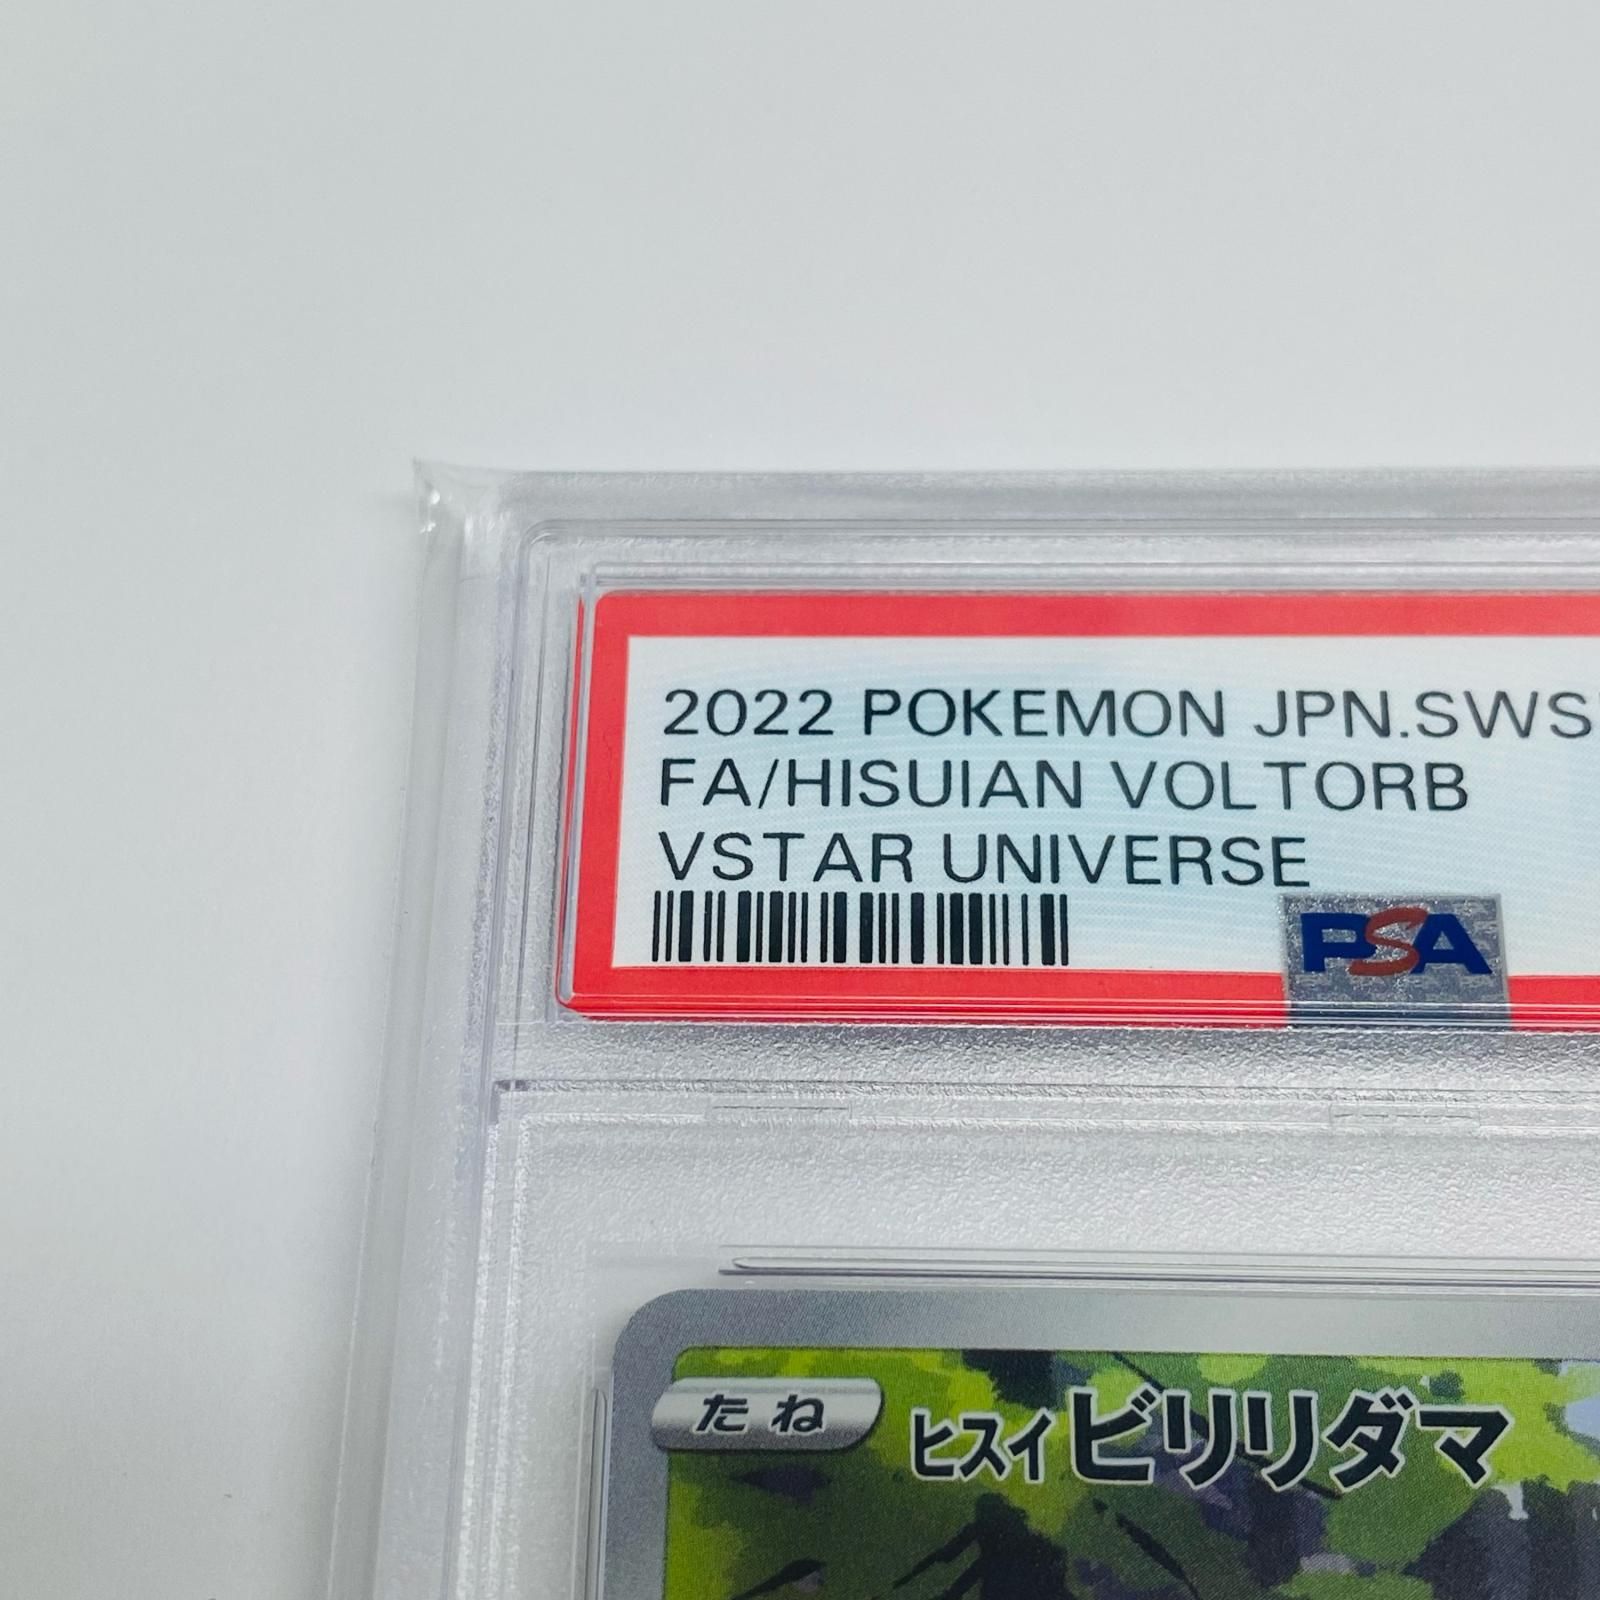 2022 POKEMON JPN.SWS
FA/HISUIAN VOLTORB
VSTAR UNIVERSE
PSA
たね ヒスイビリリダマ